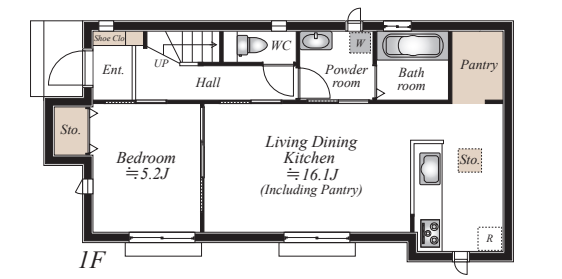 Shoe Clo
WC
W
Ent.
UP
Hall
Powder
room
Bath
room
Pantry
Sto.
Bedroom
≒5.2J
Living Dining
Kitchen
≒16.1J
(Including Pantry)
Sto.
R
1F